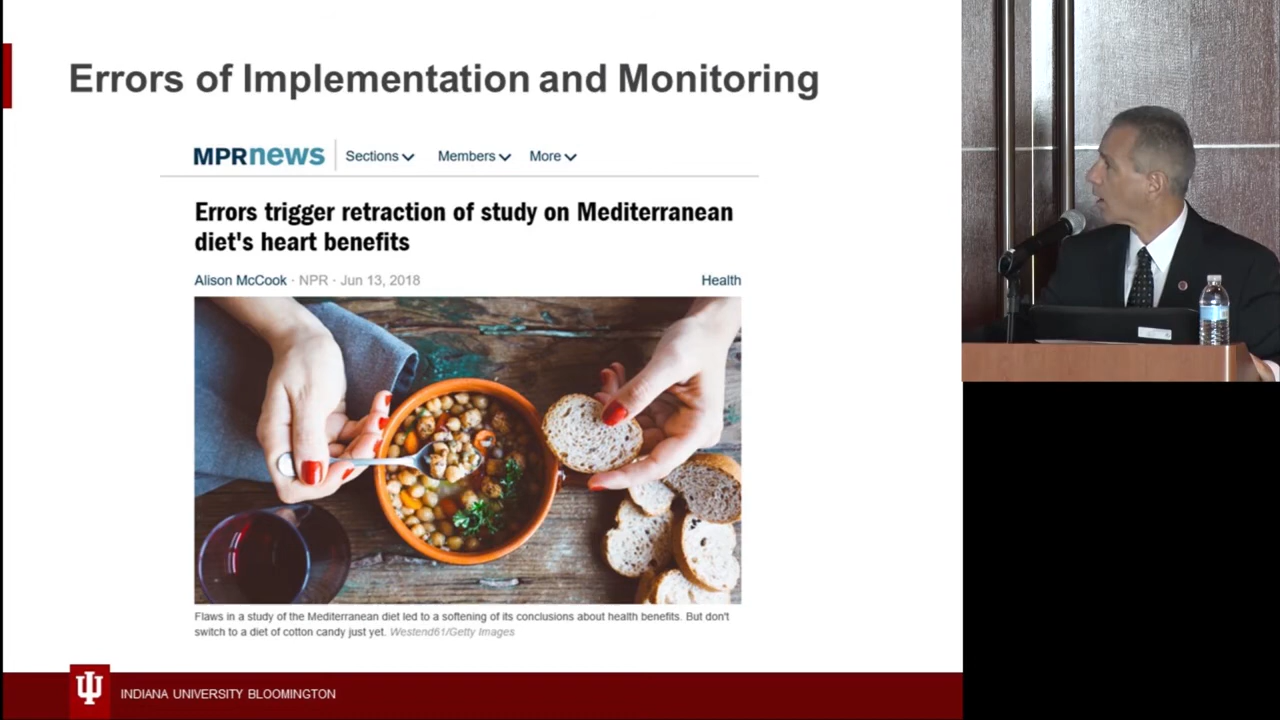 Errors of Implementation and Monitoring
MPRnews Sections Members More
Errors trigger retraction of study on Mediterranean
diet's heart benefits
Alison McCook · NPR · Jun 13, 2018 Health
Flaws in a study of the Mediterranean diet led to a softening of its conclusions about health benefits. But don't
switch to a diet of cotton candy just yet. Westend61/Getty Images
INDIANA UNIVERSITY BLOOMINGTON